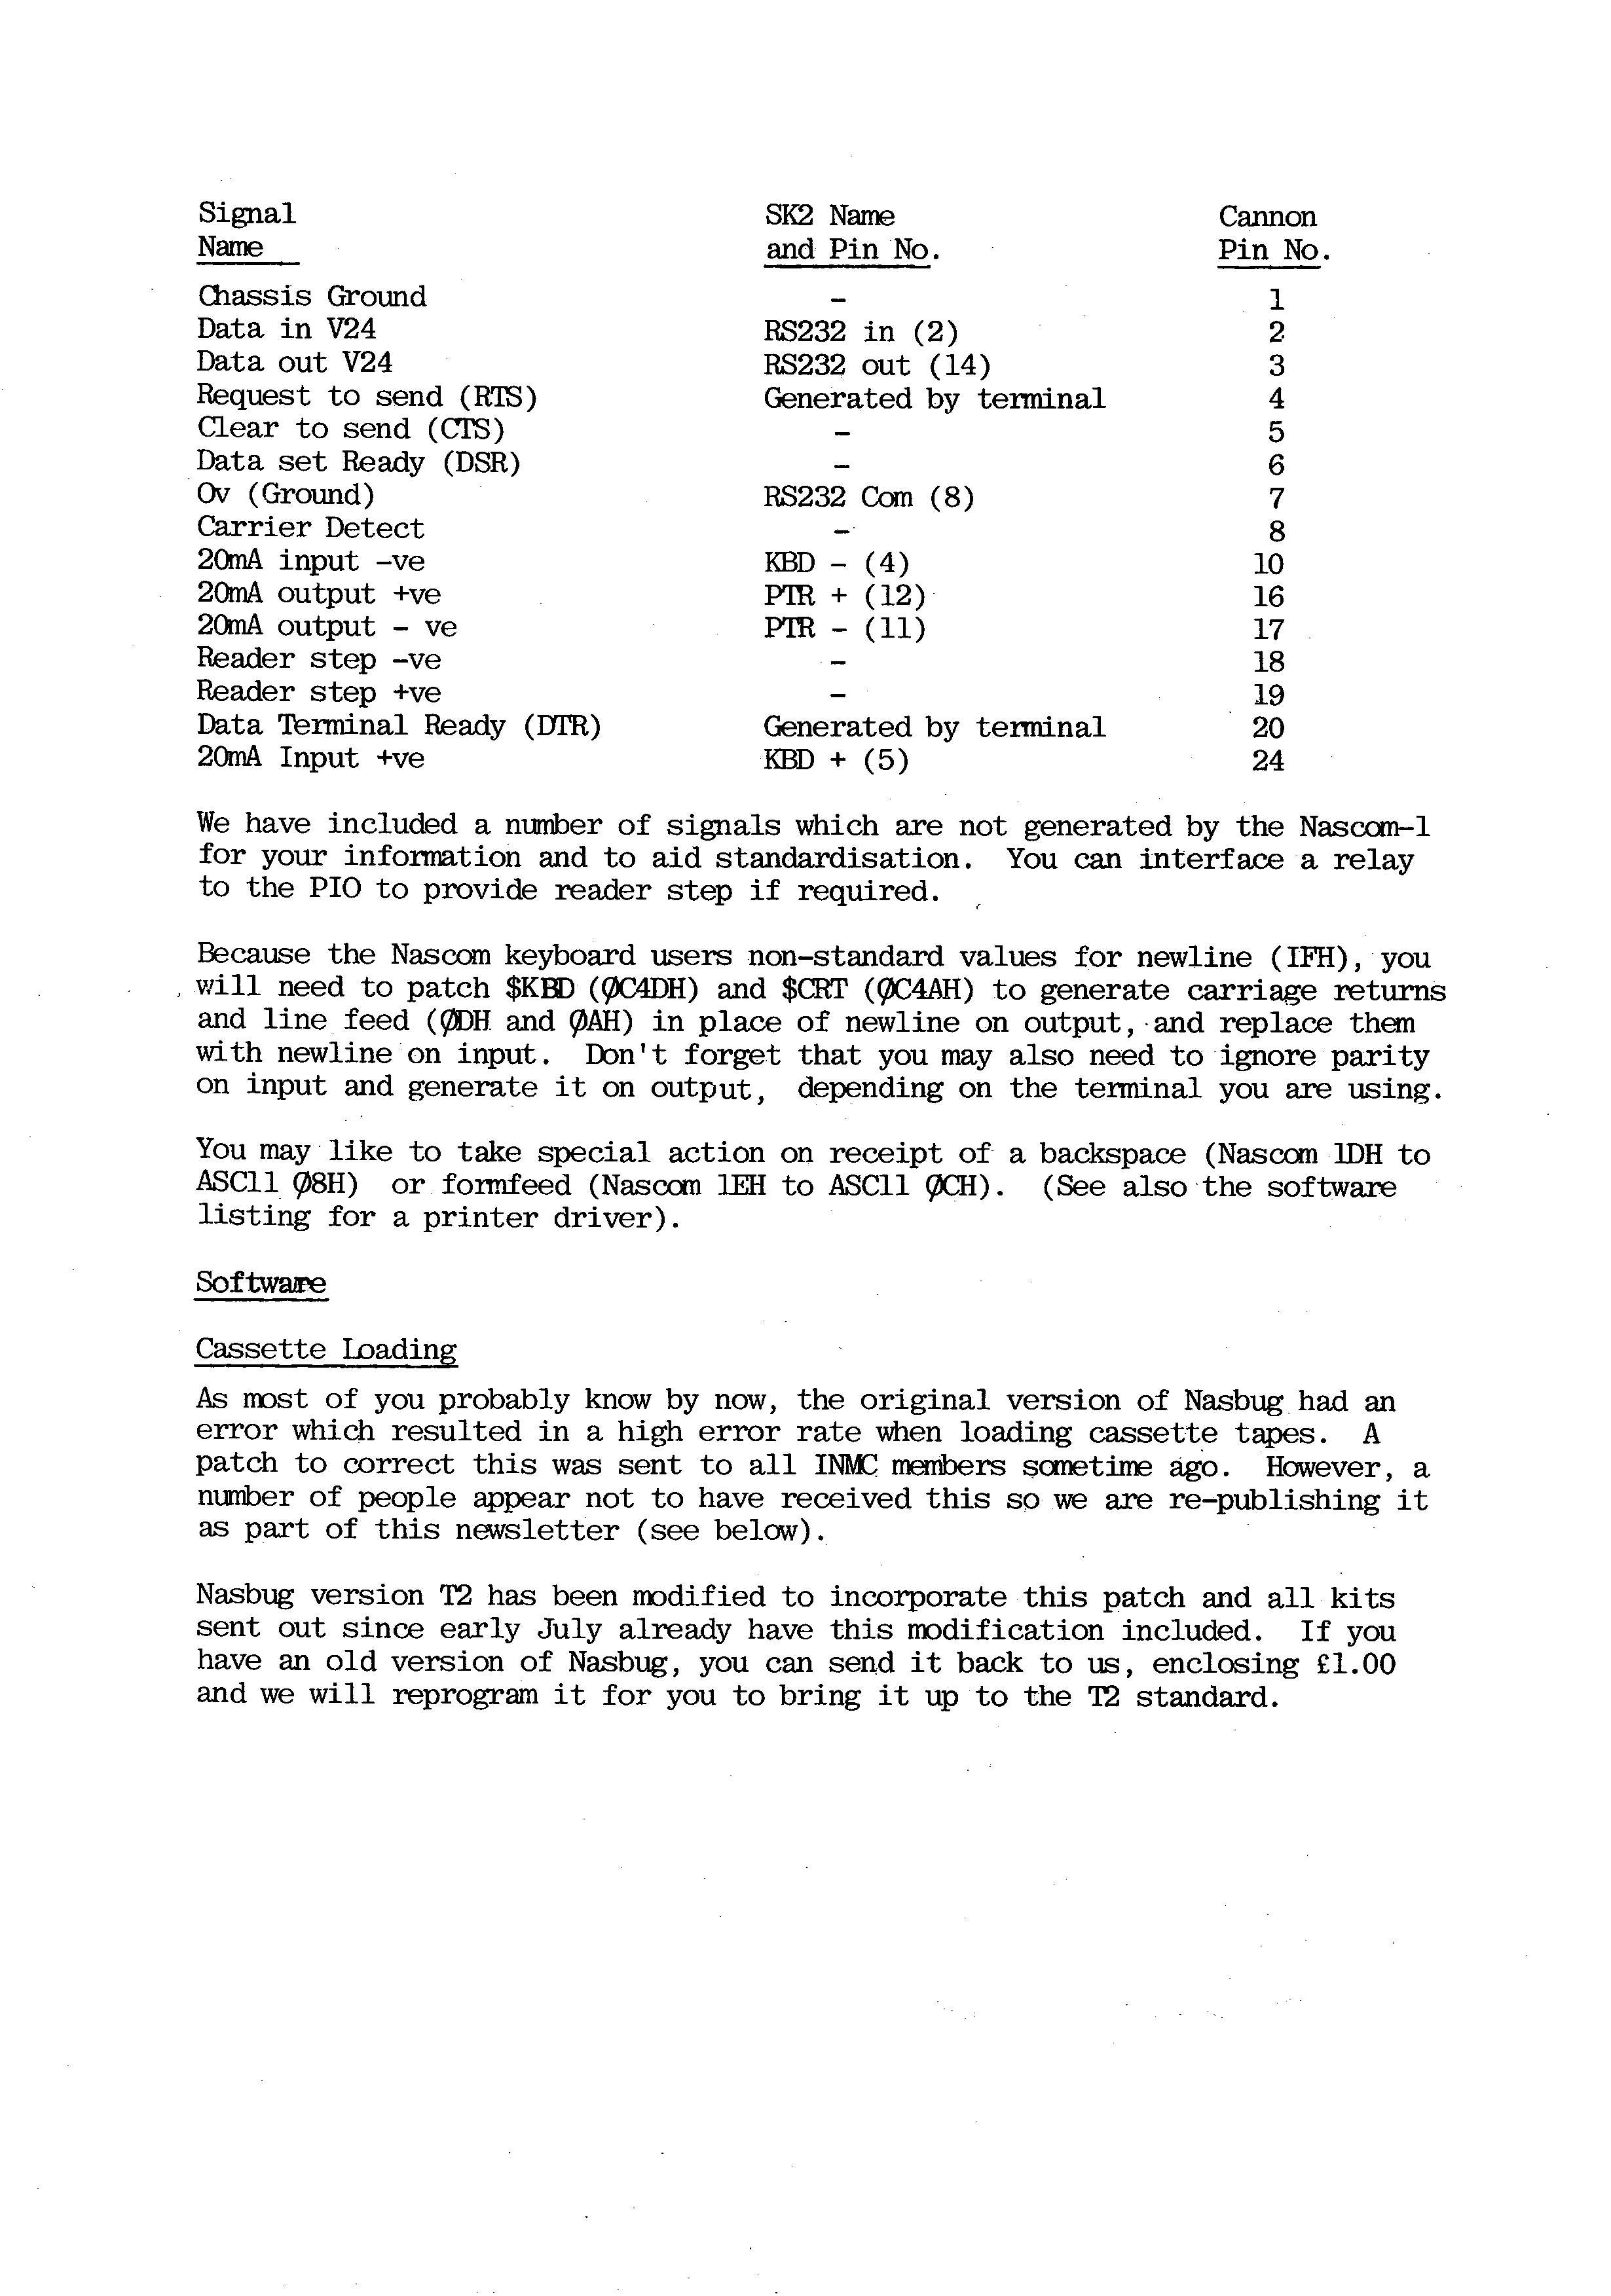 Signal SK2 Name Cannon
Name and Pin No. Pin No.
Chassis Ground - 1
Data in V24 RS232 in (2) 2
Data out V24 RS232 out (14) 3
Request to send (RTS) Generated by terminal 4
Clear to send (CTS) - 5
Data set Ready (DSR) - 6
Ov (Ground) RS232 Com (8) 7
Carrier Detect - 8
20mA input -ve KBD - (4) 10
20mA output +ve PTR + (12) 16
20mA output - ve PTR - (11) 17
Reader step -ve - 18
Reader step +ve - 19
Data Terminal Ready (DTR) Generated by terminal 20
20mA Input +ve KBD + (5) 24
We have included a number of signals which are not generated by the Nascom-1
for your information and to aid standardisation. You can interface a relay
to the PIO to provide reader step if required.
Because the Nascom keyboard users non-standard values for newline (IFH), you
will need to patch $KBD (ØC4DH) and $CRT (ØC4AH) to generate carriage returns
and line feed (ØDH and ØAH) in place of newline on output, and replace them
with newline on input. Don't forget that you may also need to ignore parity
on input and generate it on output, depending on the terminal you are using.
You may like to take special action on receipt of a backspace (Nascom 1DH to
ASC11 Ø8H) or formfeed (Nascom 1EH to ASC11 ØCH). (See also the software
listing for a printer driver).
Software
Cassette Loading
As most of you probably know by now, the original version of Nasbug had an
error which resulted in a high error rate when loading cassette tapes. A
patch to correct this was sent to all INMC members sometime ago. However, a
number of people appear not to have received this so we are re-publishing it
as part of this newsletter (see below).
Nasbug version T2 has been modified to incorporate this patch and all kits
sent out since early July already have this modification included. If you
have an old version of Nasbug, you can send it back to us, enclosing £1.00
and we will reprogram it for you to bring it up to the T2 standard.